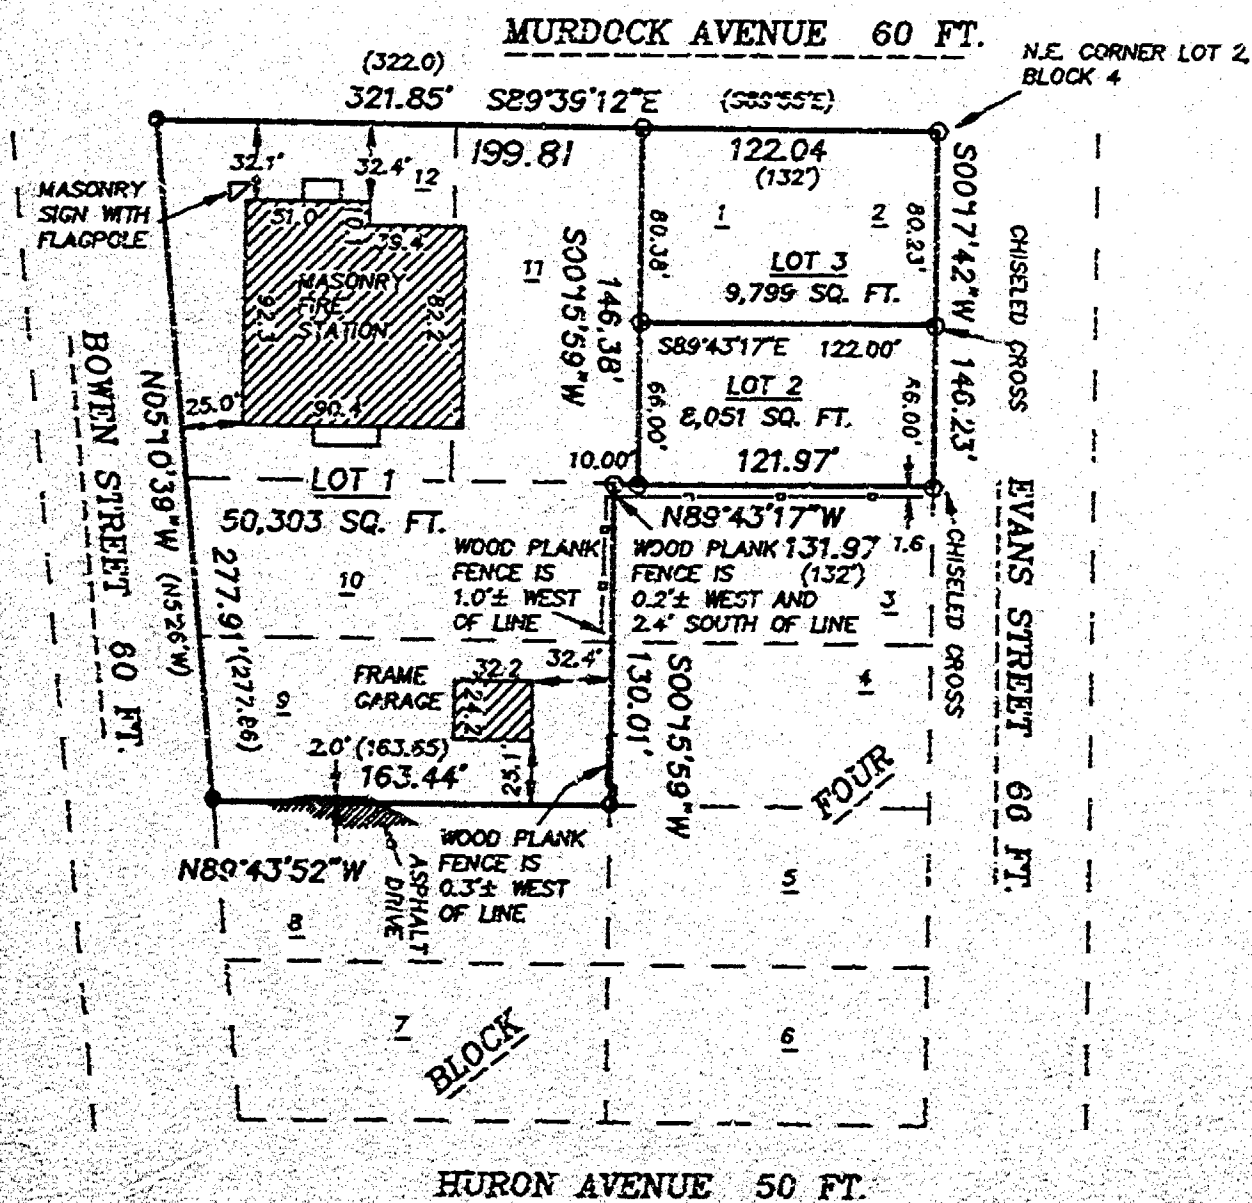 MURDOCK AVENUE 60 FT.
N.E. CORNER LOT 2,
BLOCK 4
(322.0)
321.85' S89°39'12"E (S89°55'E)
199.81
122.04
(132')
32.1'
32.4'
12
MASONRY
SIGN WITH
FLAGPOLE
51.0
39.4
MASONRY
FIRE
STATION
92.3
82.2
90.4
25.0'
11
1
2
80.38'
80.23'
LOT 3
9,799 SQ. FT.
S00°17'42"W
146.23'
CHISELED CROSS
S00°15'59"W
146.38'
S89°43'17"E 122.00'
LOT 2
8,051 SQ. FT.
66.00'
66.00'
121.97'
10.00'
BOWEN STREET 60 FT.
N05°10'39"W (N5°26'W)
277.91' (277.86)
LOT 1
50,303 SQ. FT.
N89°43'17"W
131.97
(132')
1.6
WOOD PLANK
FENCE IS
1.0'± WEST
OF LINE
WOOD PLANK
FENCE IS
0.2'± WEST AND
2.4' SOUTH OF LINE
10
3
CHISELED CROSS
EVANS STREET 60 FT.
FRAME
GARAGE
32.2
32.4'
24.2
25.1'
9
4
S00°15'59"W
130.01'
2.0' (163.65)
163.44'
N89°43'52"W
ASPHALT
DRIVE
WOOD PLANK
FENCE IS
0.3'± WEST
OF LINE
FOUR
8
5
7
6
BLOCK
HURON AVENUE 50 FT.